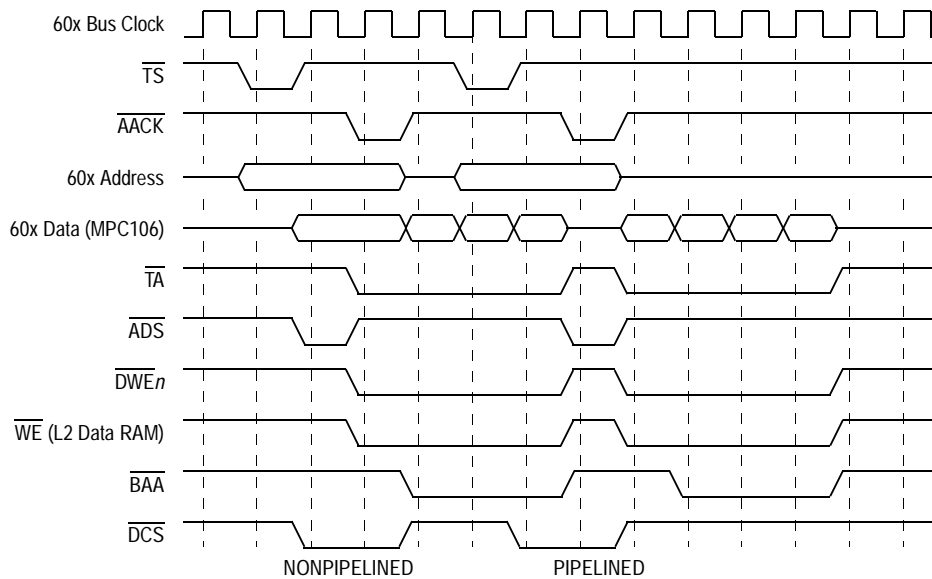 60x Bus Clock
TS
AACK
60x Address
60x Data (MPC106)
TA
ADS
DWEn
WE (L2 Data RAM)
BAA
DCS
NONPIPELINED PIPELINED